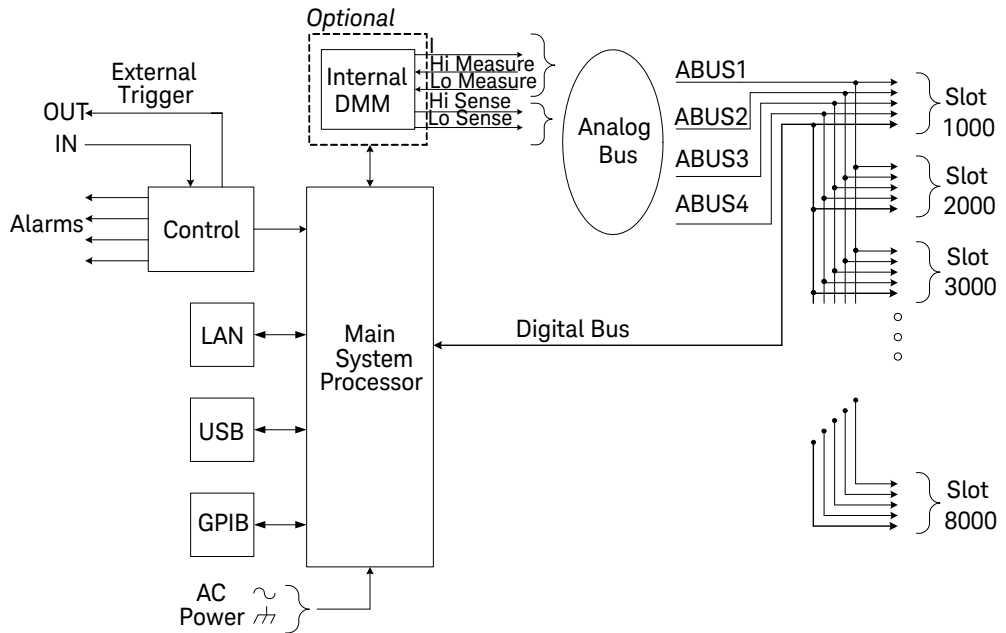 Optional
Internal
DMM
I
Hi Measure
Lo Measure
Hi Sense
Lo Sense
External
Trigger
OUT
IN
Alarms
Control
Analog
Bus
ABUS1
ABUS2
ABUS3
ABUS4
Slot
1000
Slot
2000
Slot
3000
LAN
USB
GPIB
Main
System
Processor
Digital Bus
Slot
8000
AC
Power